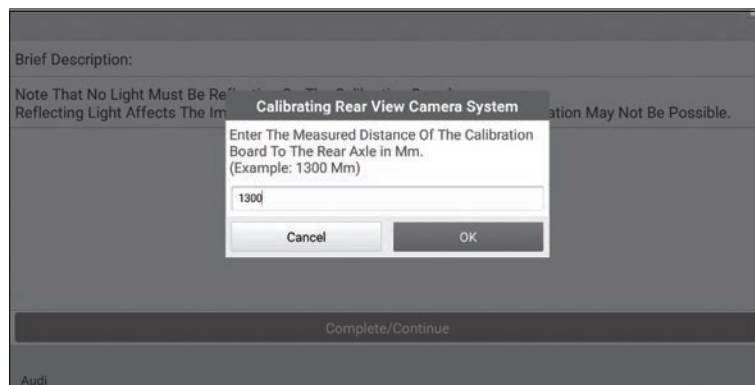 Brief Description:
Note That No Light Must Be
Reflecting Light Affects The Im
ation May Not Be Possible.
Calibrating Rear View Camera System
Enter The Measured Distance Of The Calibration
Board To The Rear Axle in Mm.
(Example: 1300 Mm)
1300
Cancel
OK
Complete/Continue
Audi